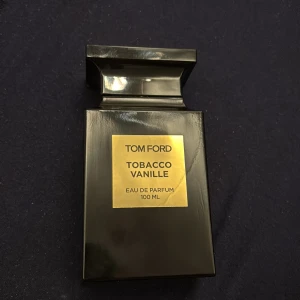 TOM FORD
TOBACCO
VANILLE
EAU DE PARFUM
100 ML